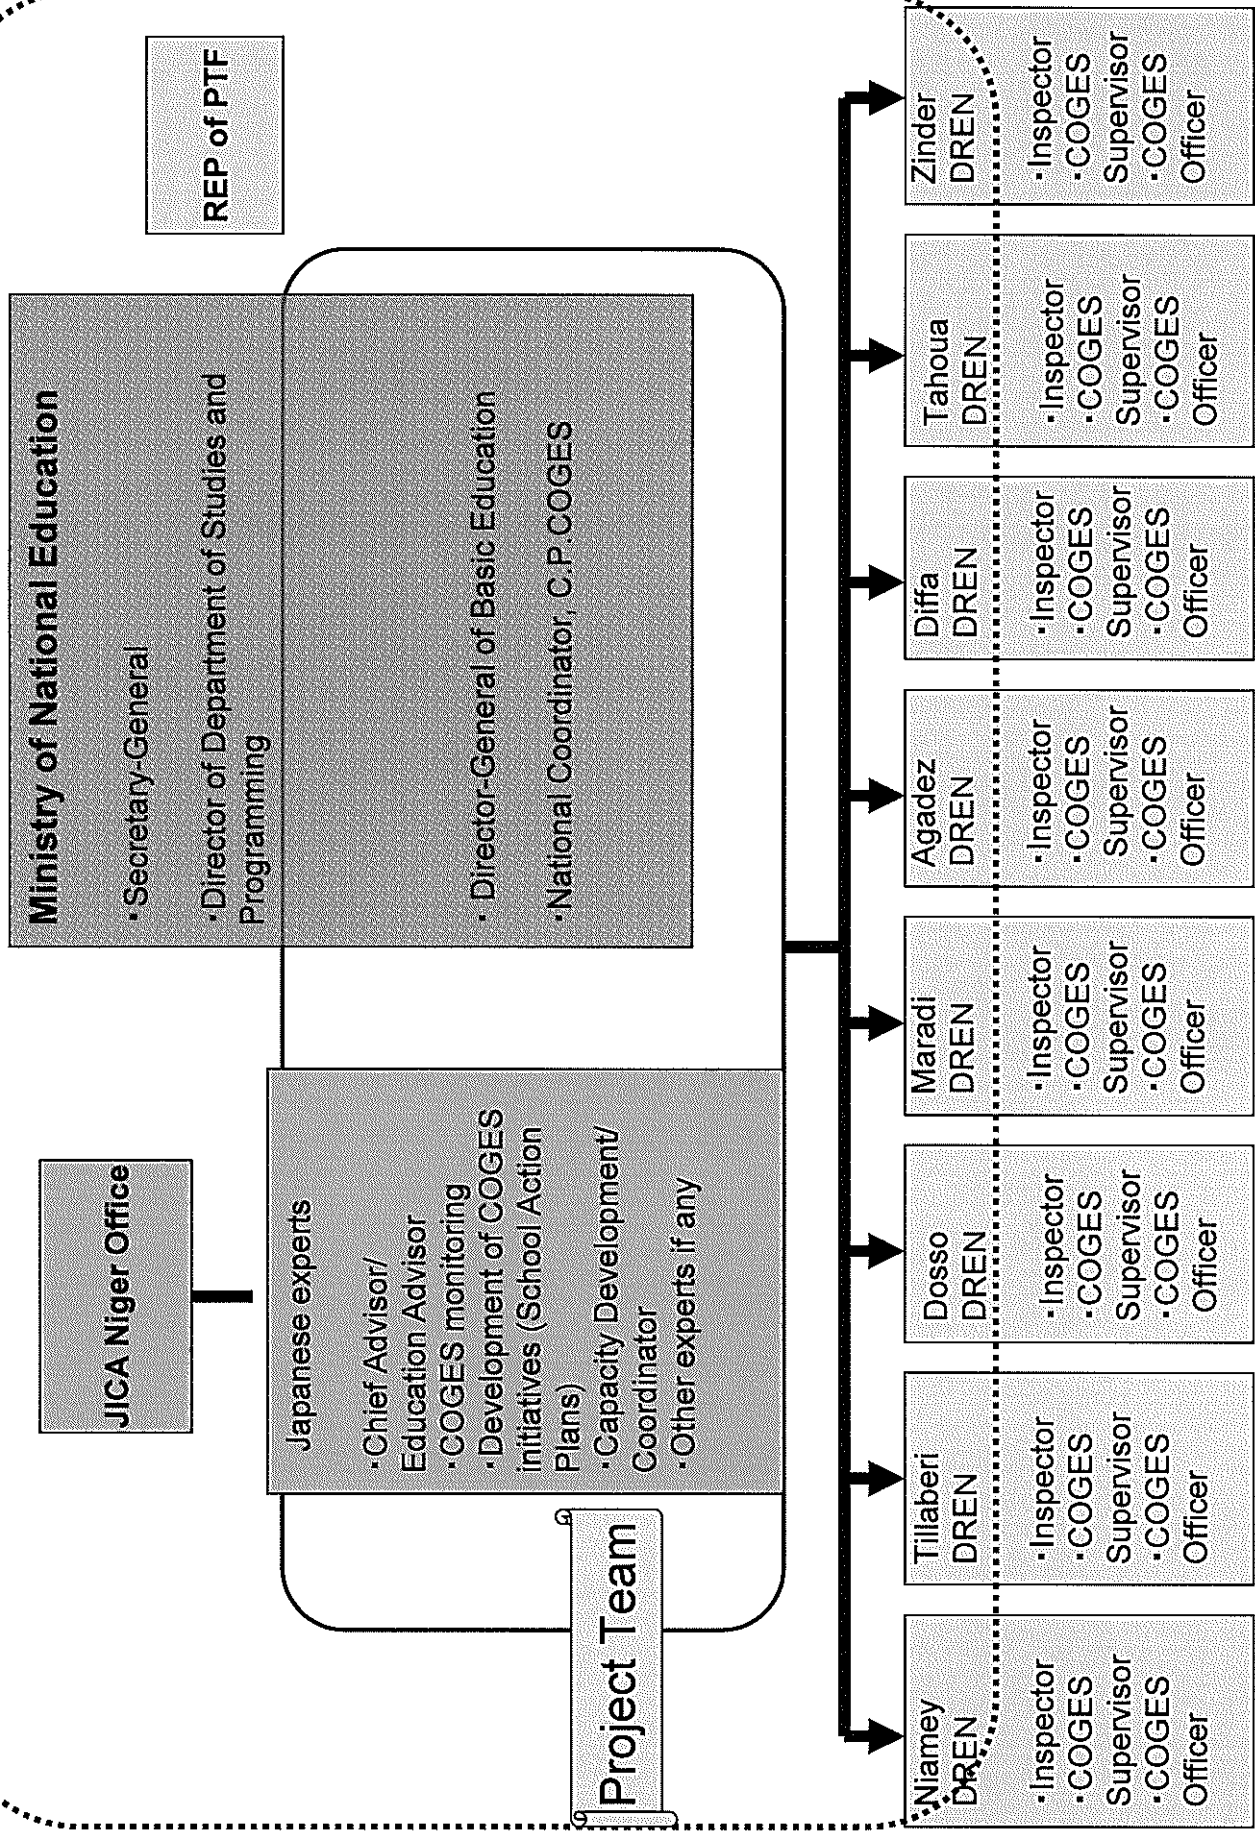 JICA Niger Office
Ministry of National Education
・Secretary-General
・Director of Department of Studies and
Programming
・Director-General of Basic Education
・National Coordinator, C.P.COGES
REP of PTF
Japanese experts
・Chief Advisor/
Education Advisor
・COGES monitoring
・Development of COGES
initiatives (School Action
Plans)
・Capacity Development/
Coordinator
・Other experts if any
Project Team
Niamey
DREN
・Inspector
・COGES
Supervisor
・COGES
Officer
Tillaberi
DREN
・Inspector
・COGES
Supervisor
・COGES
Officer
Dosso
DREN
・Inspector
・COGES
Supervisor
・COGES
Officer
Maradi
DREN
・Inspector
・COGES
Supervisor
・COGES
Officer
Agadez
DREN
・Inspector
・COGES
Supervisor
・COGES
Officer
Diffa
DREN
・Inspector
・COGES
Supervisor
・COGES
Officer
Tahoua
DREN
・Inspector
・COGES
Supervisor
・COGES
Officer
Zinder
DREN
・Inspector
・COGES
Supervisor
・COGES
Officer